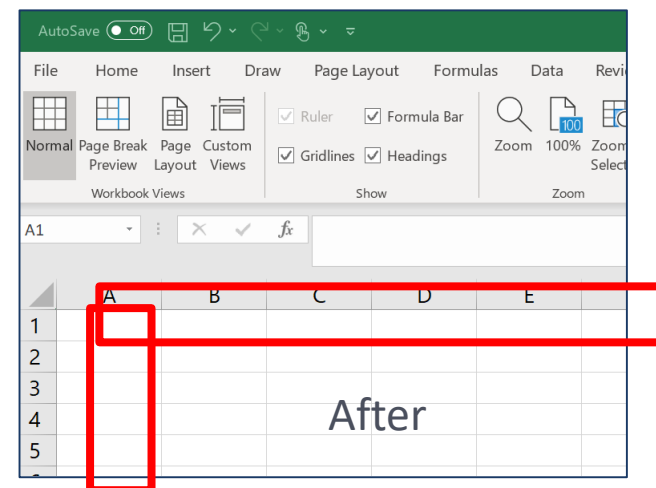 AutoSave Off
File Home Insert Draw Page Layout Formulas Data
Normal Page Break Preview Page Layout Custom Views
Ruler Formula Bar
Gridlines Headings
Zoom 100%
Workbook Views Show Zoom
A1 fx
A B C D E
1
2
3
4
5
After